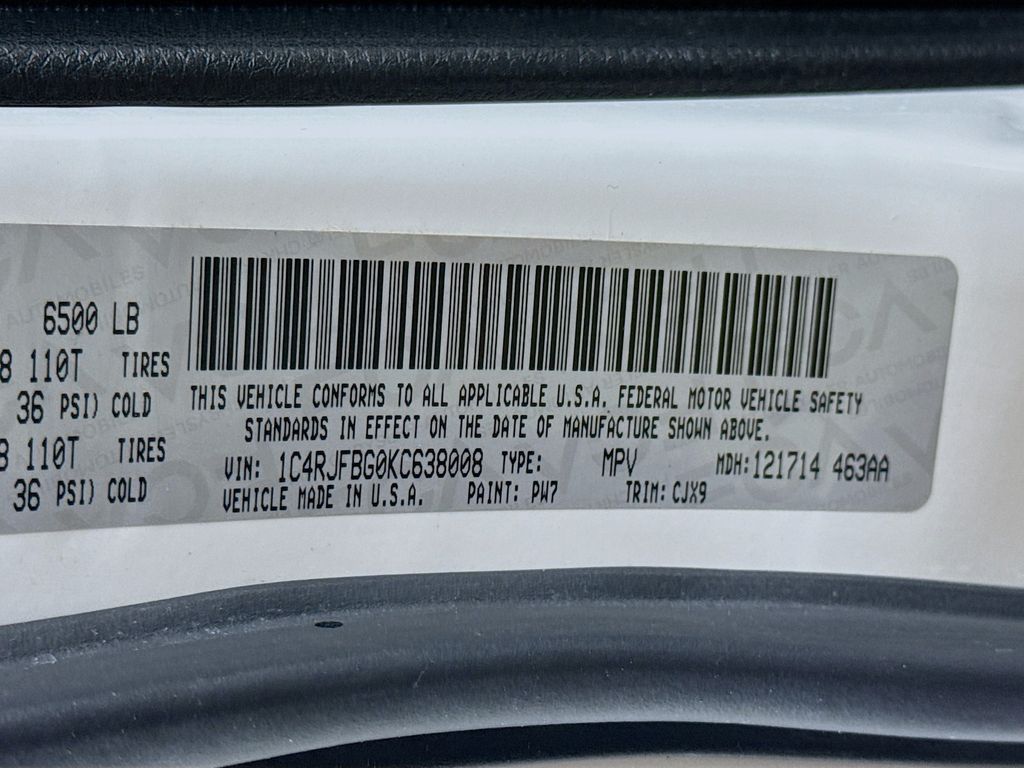 6500 LB
8 110T TIRES
36 PSI) COLD
8 110T TIRES
36 PSI) COLD
THIS VEHICLE CONFORMS TO ALL APPLICABLE U.S.A. FEDERAL MOTOR VEHICLE SAFETY
STANDARDS IN EFFECT ON THE DATE OF MANUFACTURE SHOWN ABOVE.
VIN: 1C4RJFBG0KC638008 TYPE: MPV MDH:121714 463AA
VEHICLE MADE IN U.S.A. PAINT: PW7 TRIM: CJX9